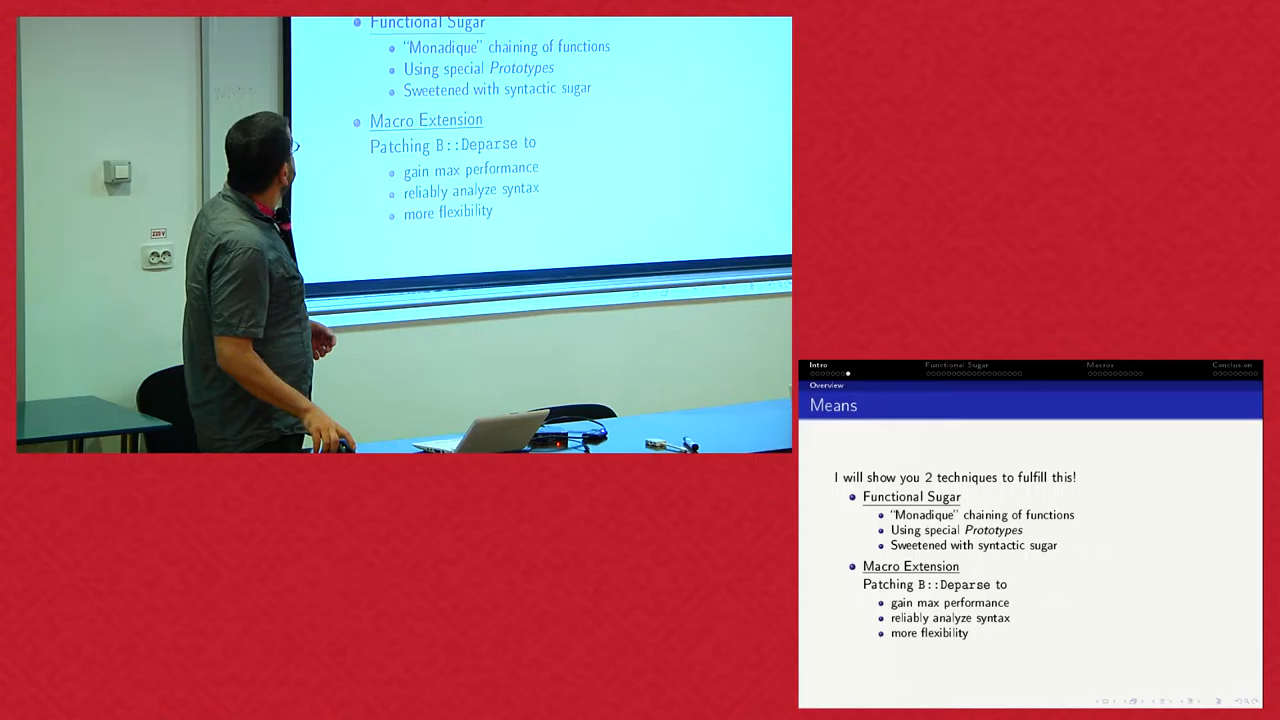 Functional Sugar
“Monadique” chaining of functions
Using special Prototypes
Sweetened with syntactic sugar
Macro Extension
Patching B::Deparse to
gain max performance
reliably analyze syntax
more flexibility
220 V
Intro Functional Sugar Macros Conclusion
Overview
Means
I will show you 2 techniques to fulfill this!
Functional Sugar
“Monadique” chaining of functions
Using special Prototypes
Sweetened with syntactic sugar
Macro Extension
Patching B::Deparse to
gain max performance
reliably analyze syntax
more flexibility